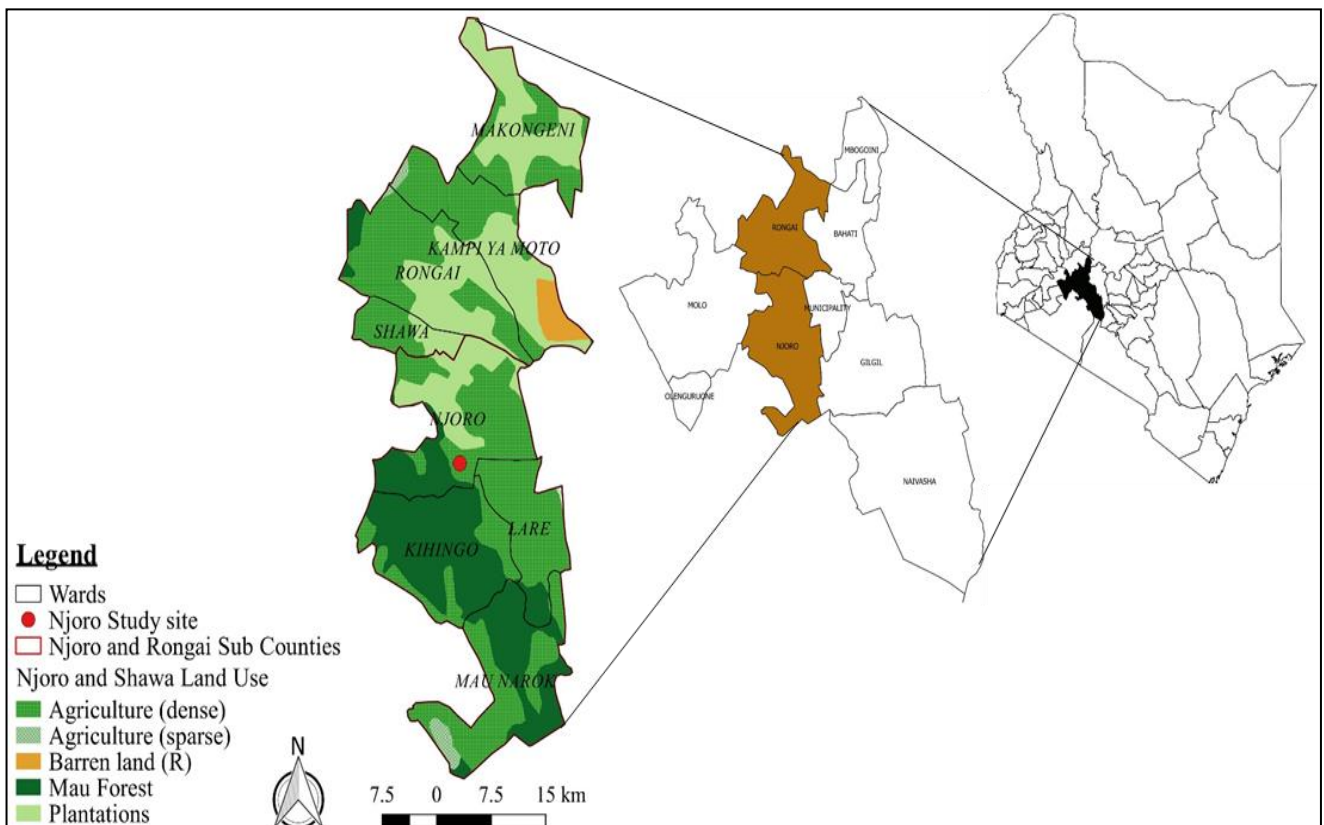 MAKONGENI
KAMPI YA MOTO
RONGAI
SHAWA
NJORO
LARE
KIHINGO
MAU NAROK
MBOGOINI
RONGAI
BAHATI
MOLO
MUNICIPALITY
NJORO
GILGIL
OLENGURUONE
NAIVASHA
Legend
Wards
Njoro Study site
Njoro and Rongai Sub Counties
Njoro and Shawa Land Use
Agriculture (dense)
Agriculture (sparse)
Barren land (R)
Mau Forest
Plantations
N
7.5 0 7.5 15 km